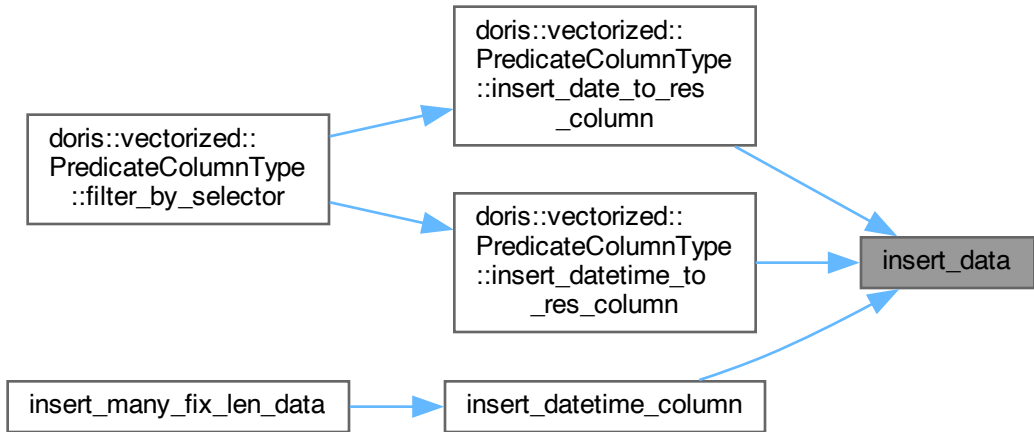 doris::vectorized::
PredicateColumnType
::filter_by_selector
doris::vectorized::
PredicateColumnType
::insert_date_to_res
_column
doris::vectorized::
PredicateColumnType
::insert_datetime_to
_res_column
insert_data
insert_many_fix_len_data
insert_datetime_column